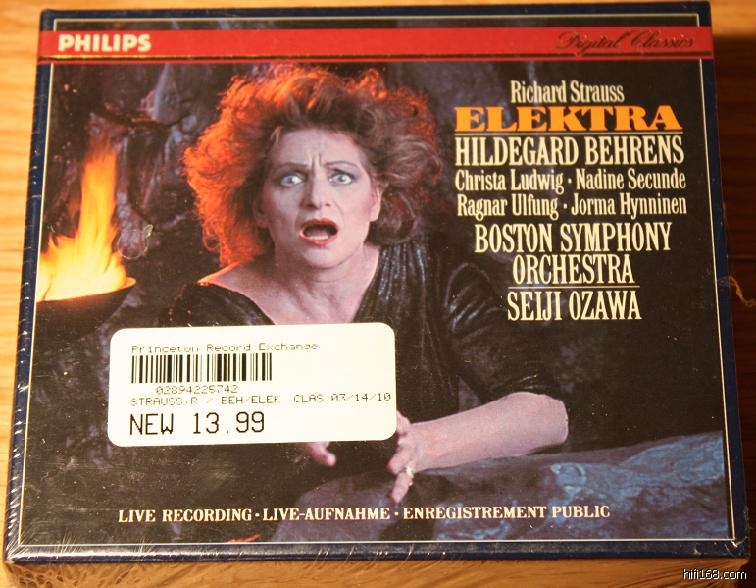 PHILIPS
Digital Classics
Richard Strauss
ELEKTRA
HILDEGARD BEHRENS
Christa Ludwig · Nadine Secunde
Ragnar Ulfung · Jorma Hynninen
BOSTON SYMPHONY
ORCHESTRA
SEIJI OZAWA
Princeton Record Exchange
02894225742
STRAUSS,R / BEH/ELEK CLAS 03/14/10
NEW 13.99
LIVE RECORDING · LIVE-AUFNAHME · ENREGISTREMENT PUBLIC
hifi168.com